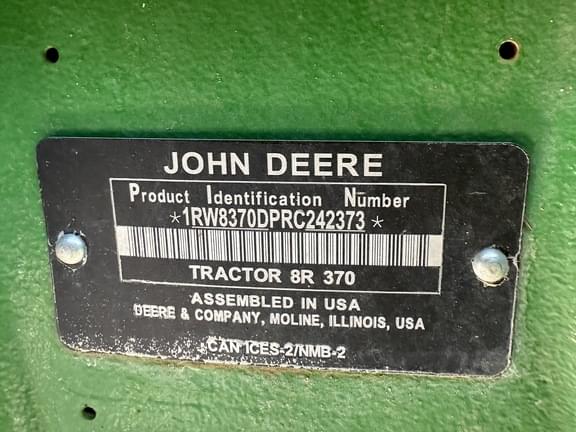 JOHN DEERE
Product Identification Number
*1RW8370DPRC242373*
TRACTOR 8R 370
ASSEMBLED IN USA
DEERE & COMPANY, MOLINE, ILLINOIS, USA
CAN ICES-2/NMB-2